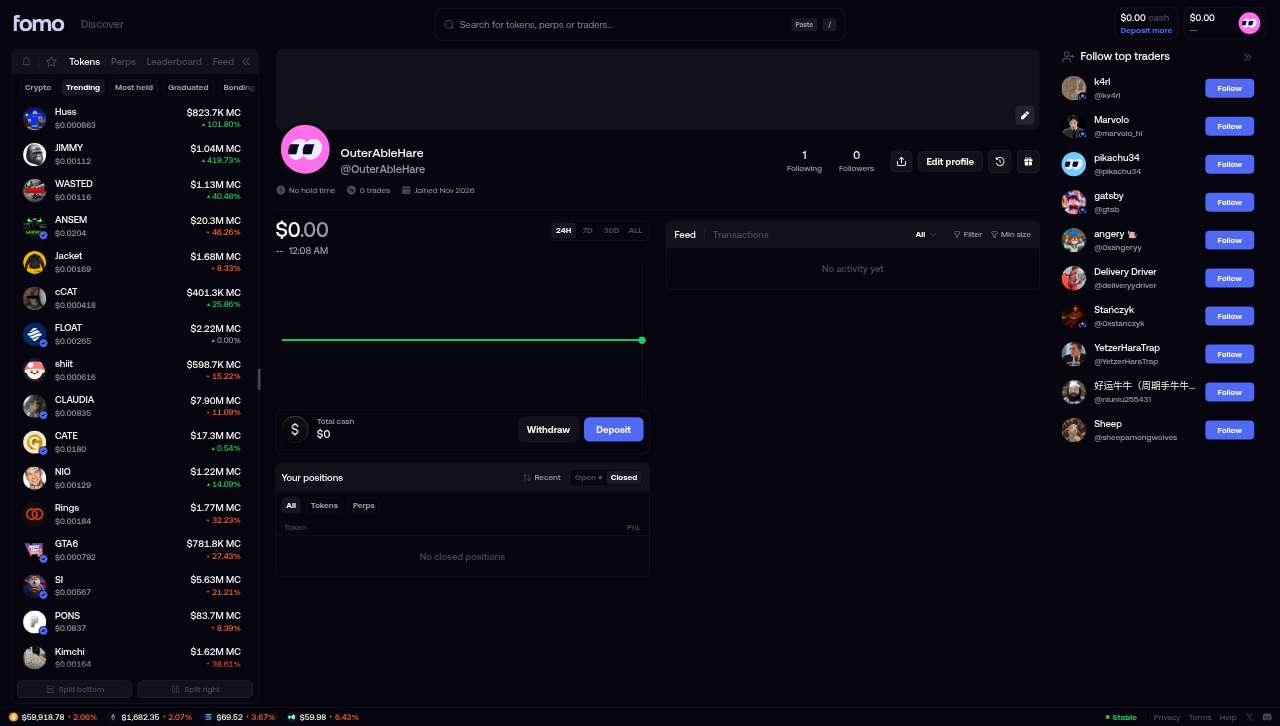 fomo
Discover
Search for tokens, perps or traders...
Paste
/
$0.00 cash
Deposit more
$0.00
—
Tokens Perps Leaderboard Feed
Crypto Trending Most held Graduated Bonding
Huss $823.7K MC
$0.000863 101.80%
JIMMY $1.04M MC
$0.00112 419.73%
WASTED $1.13M MC
$0.00116 40.48%
ANSEM $20.3M MC
$0.0204 46.26%
Jacket $1.68M MC
$0.00169 8.33%
cCAT $401.3K MC
$0.000418 25.86%
FLOAT $2.22M MC
$0.00265 0.00%
shiit $598.7K MC
$0.000616 15.22%
CLAUDIA $7.90M MC
$0.000835 11.09%
CATE $17.3M MC
$0.0180 0.54%
NIO $1.22M MC
$0.00129 14.09%
Rings $1.77M MC
$0.00184 32.23%
GTA6 $781.8K MC
$0.000792 27.43%
SI $5.63M MC
$0.00567 21.21%
PONS $83.7M MC
$0.0837 8.39%
Kimchi $1.62M MC
$0.00164 38.61%
Split bottom Split right
OuterAbleHare
@OuterAbleHare
No hold time 0 trades Joined Nov 2026
1
Following
0
Followers
Edit profile
$0.00
-- 12:08 AM
24H 7D 30D ALL
Total cash
$0
Withdraw Deposit
Your positions
Recent Open Closed
All Tokens Perps
Token PnL
No closed positions
Feed Transactions
All Filter Min size
No activity yet
Follow top traders
k4rl
@kv4rl
Follow
Marvolo
@marvolo_hl
Follow
pikachu34
@pikachu34
Follow
gatsby
@gtsb
Follow
angery
@0xangeryy
Follow
Delivery Driver
@deliveryydriver
Follow
Stańczyk
@0xstanczyk
Follow
YetzerHaraTrap
@YetzerHaraTrap
Follow
好运牛牛（周期手牛牛...
@niuniu255431
Follow
Sheep
@sheepamongwolves
Follow
$59,918.78 2.06% $1,682.35 2.07% $69.52 3.67% $59.98 6.43%
Stable Privacy Terms Help